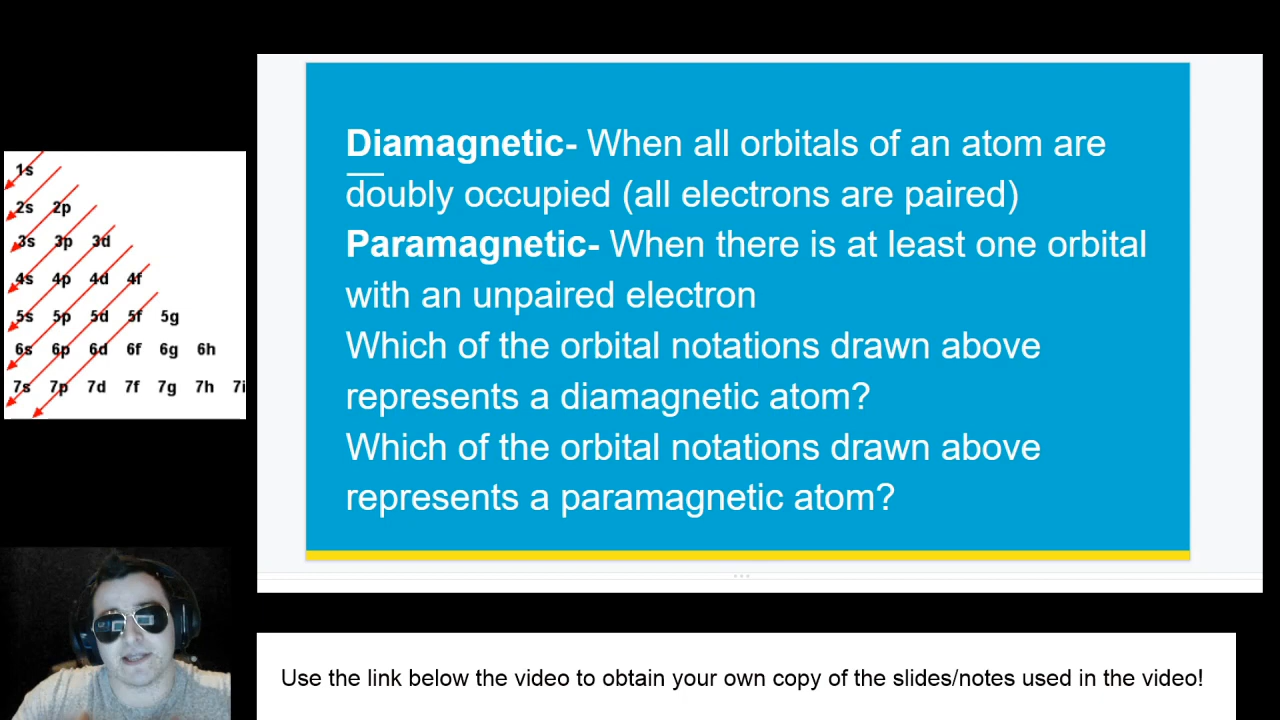 1s
2s 2p
3s 3p 3d
4s 4p 4d 4f
5s 5p 5d 5f 5g
6s 6p 6d 6f 6g 6h
7s 7p 7d 7f 7g 7h 7i
Diamagnetic- When all orbitals of an atom are
doubly occupied (all electrons are paired)
Paramagnetic- When there is at least one orbital
with an unpaired electron
Which of the orbital notations drawn above
represents a diamagnetic atom?
Which of the orbital notations drawn above
represents a paramagnetic atom?
Use the link below the video to obtain your own copy of the slides/notes used in the video!